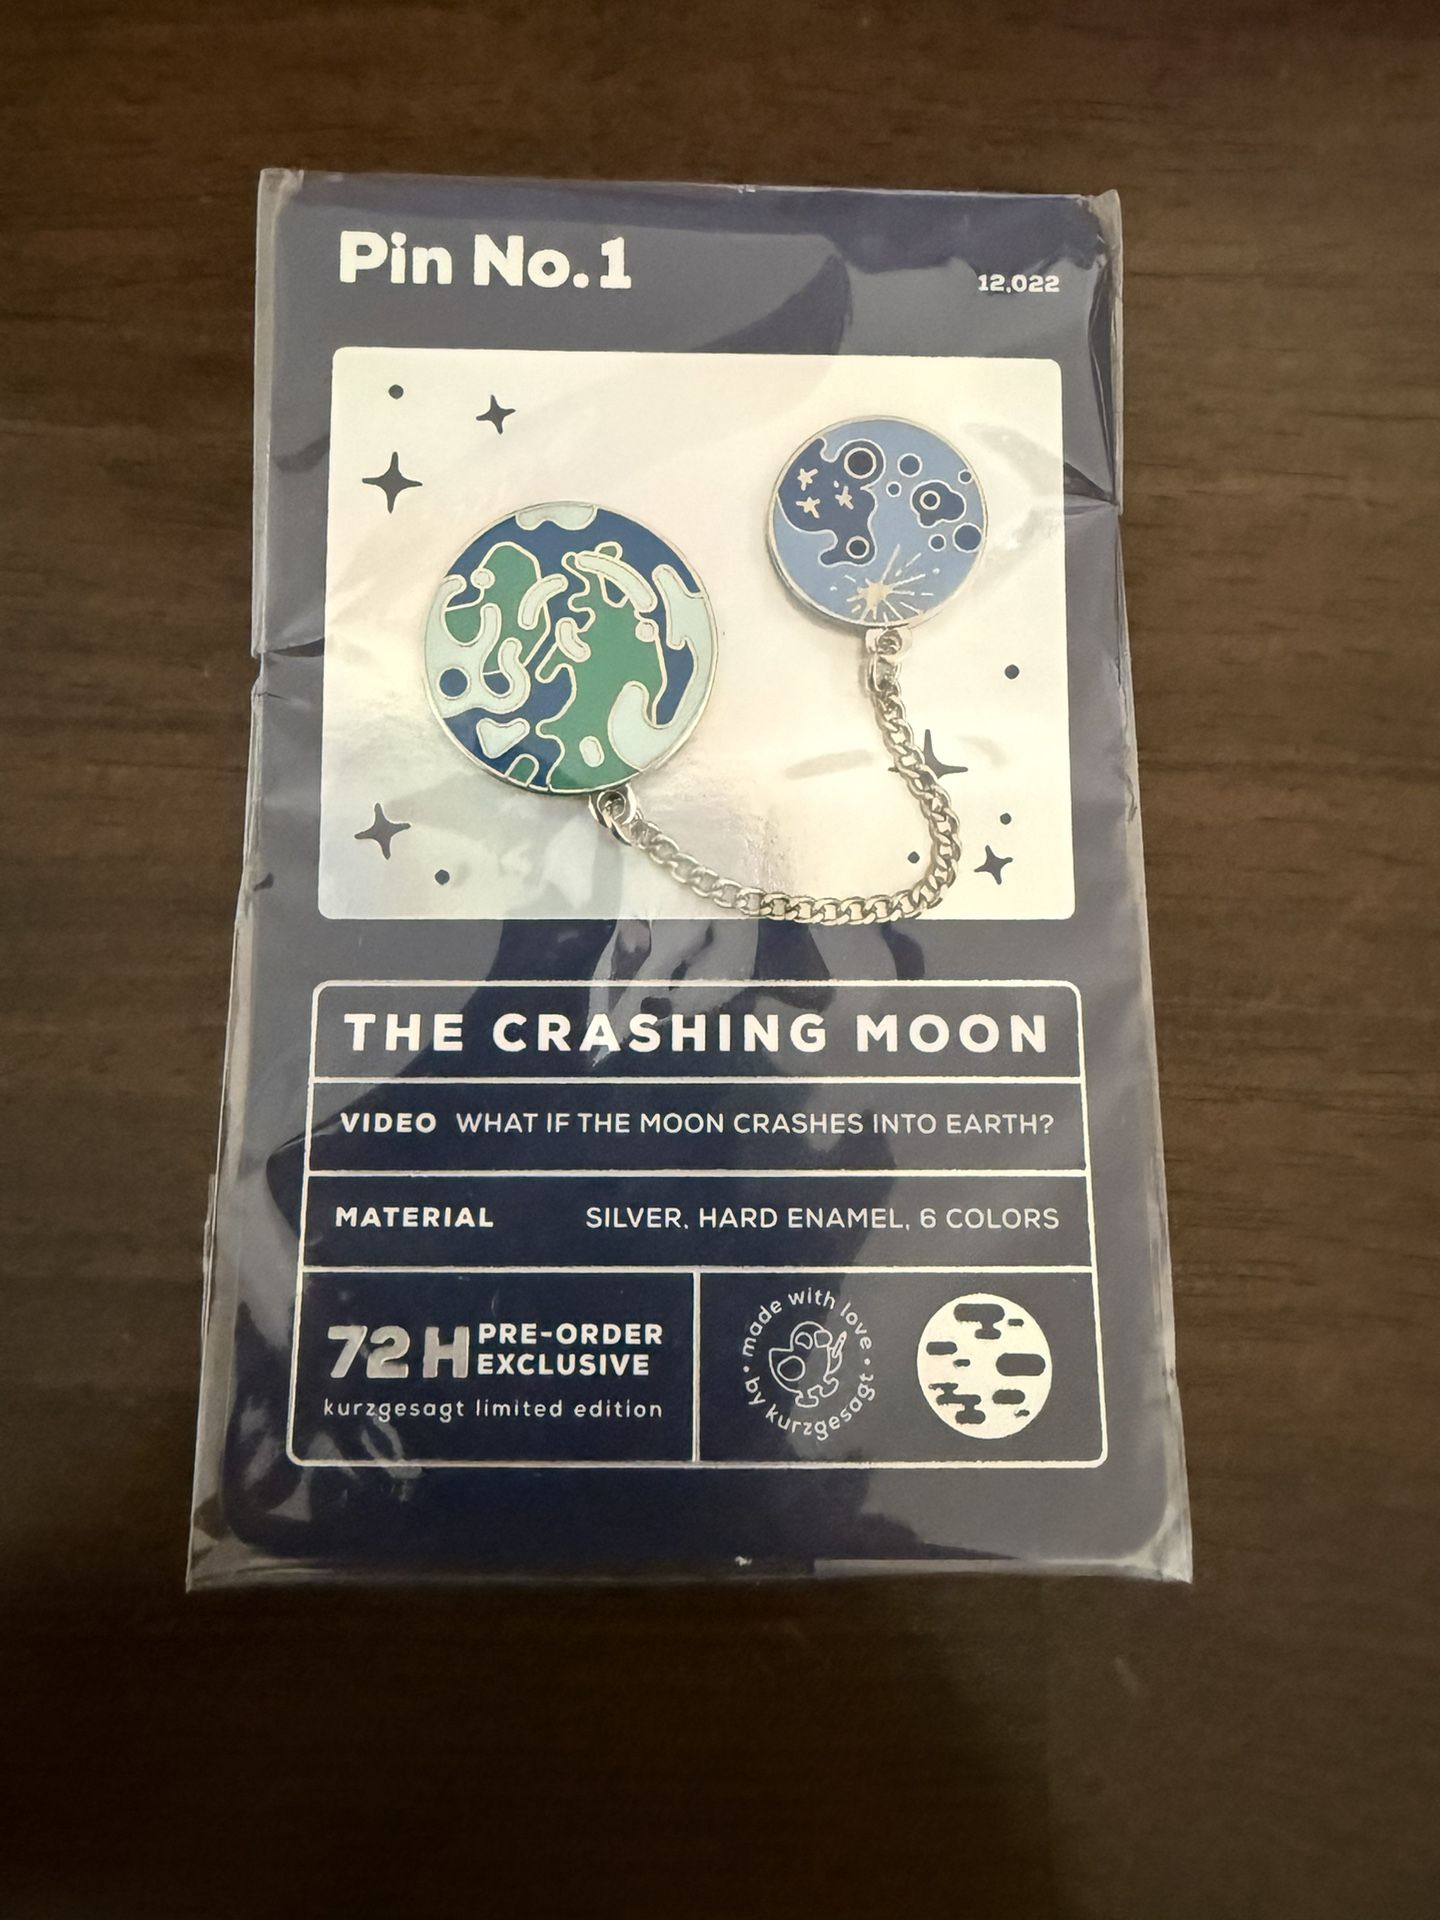 Pin No.1
12,022
THE CRASHING MOON
VIDEO WHAT IF THE MOON CRASHES INTO EARTH?
MATERIAL SILVER, HARD ENAMEL, 6 COLORS
72H PRE-ORDER
EXCLUSIVE
kurzgesagt limited edition
made with love
• by kurzgesagt •